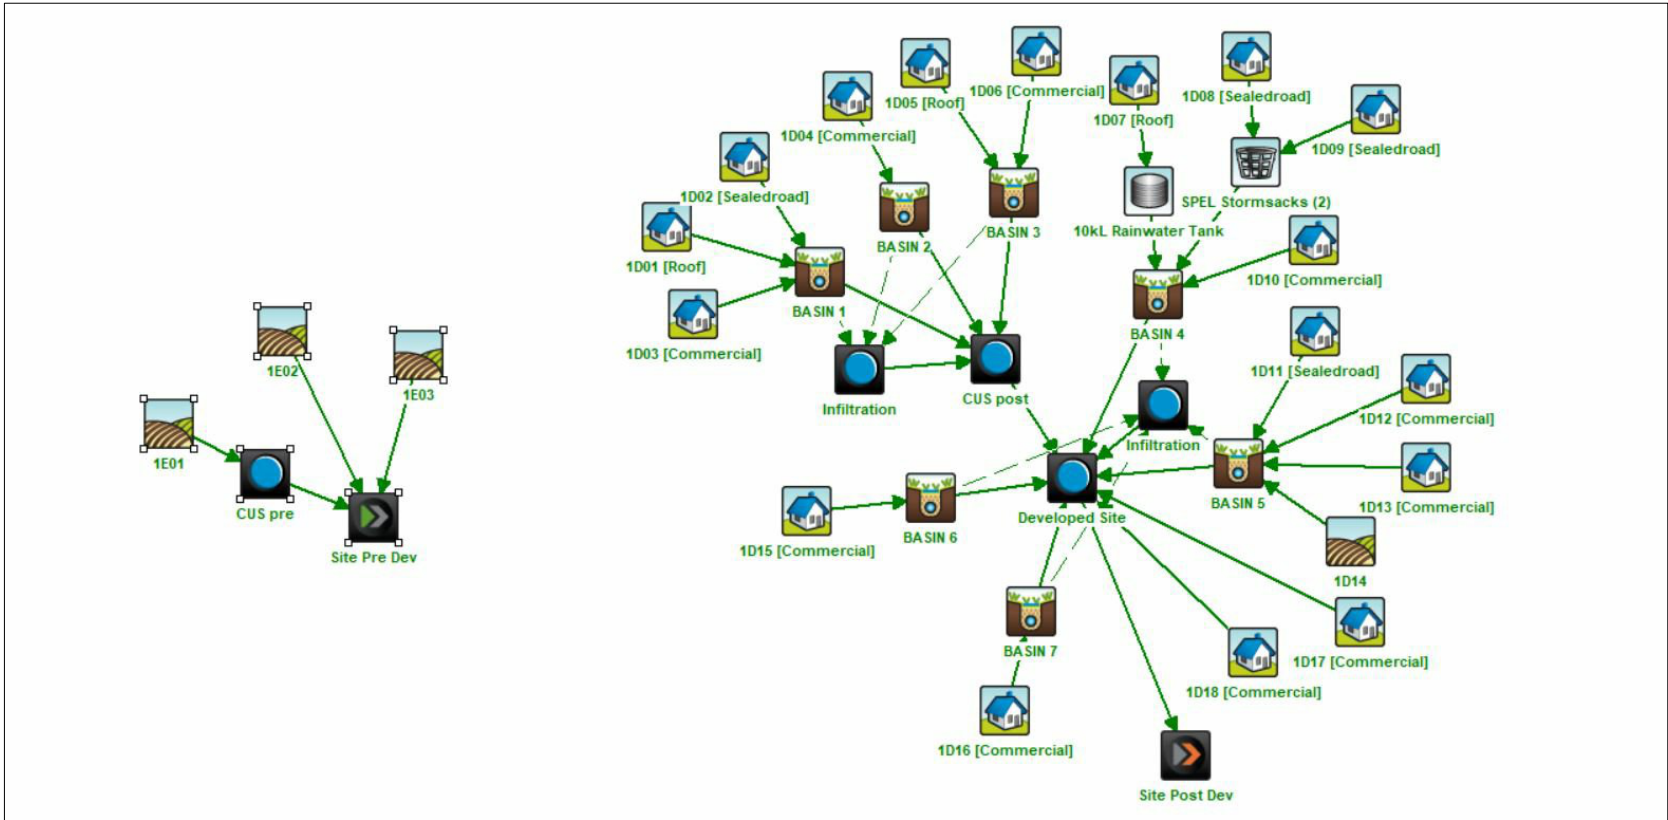 1E02
1E03
1E01
CUS pre
Site Pre Dev
1D05 [Roof]
1D06 [Commercial]
1D04 [Commercial]
1D07 [Roof]
1D08 [Sealedroad]
1D09 [Sealedroad]
1D02 [Sealedroad]
SPEL Stormsacks (2)
10kL Rainwater Tank
BASIN 2
BASIN 3
1D01 [Roof]
1D10 [Commercial]
BASIN 1
BASIN 4
1D03 [Commercial]
1D11 [Sealedroad]
CUS post
Infiltration
1D12 [Commercial]
Infiltration
BASIN 5
1D13 [Commercial]
Developed Site
BASIN 6
1D15 [Commercial]
1D14
BASIN 7
1D17 [Commercial]
1D18 [Commercial]
1D16 [Commercial]
Site Post Dev